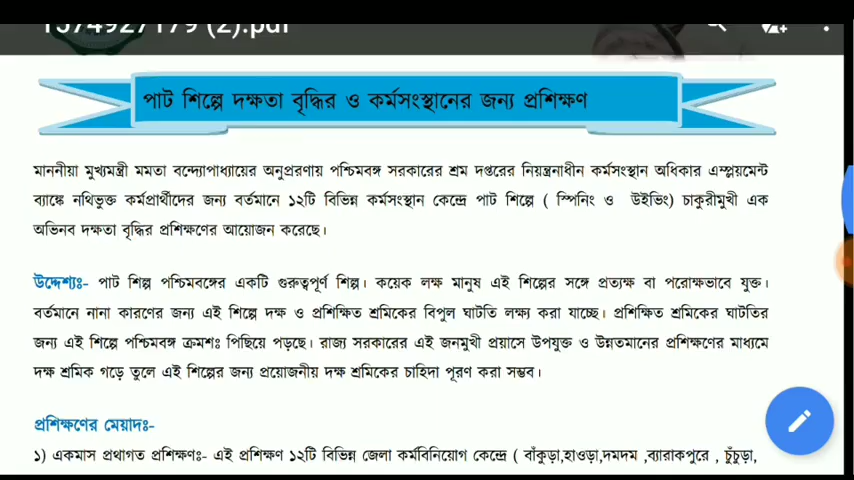 1574927179 (2).pdf
পাট শিল্পে দক্ষতা বৃদ্ধির ও কর্মসংস্থানের জন্য প্রশিক্ষণ
মাননীয়া মুখ্যমন্ত্রী মমতা বন্দ্যোপাধ্যায়ের অনুপ্রেরণায় পশ্চিমবঙ্গ সরকারের শ্রম দপ্তরের নিয়ন্ত্রনাধীন কর্মসংস্থান অধিকার এমপ্লয়মেন্ট
ব্যাঙ্কে নথিভুক্ত কর্মপ্রার্থীদের জন্য বর্তমানে ১২টি বিভিন্ন কর্মসংস্থান কেন্দ্রে পাট শিল্পে ( স্পিনিং ও উইভিং) চাকুরীমুখী এক
অভিনব দক্ষতা বৃদ্ধির প্রশিক্ষণের আয়োজন করেছে।
উদ্দেশ্যঃ- পাট শিল্প পশ্চিমবঙ্গের একটি গুরুত্বপূর্ণ শিল্প। কয়েক লক্ষ মানুষ এই শিল্পের সঙ্গে প্রত্যক্ষ বা পরোক্ষভাবে যুক্ত।
বর্তমানে নানা কারণের জন্য এই শিল্পে দক্ষ ও প্রশিক্ষিত শ্রমিকের বিপুল ঘাটতি লক্ষ্য করা যাচ্ছে। প্রশিক্ষিত শ্রমিকের ঘাটতির
জন্য এই শিল্পে পশ্চিমবঙ্গ ক্রমশঃ পিছিয়ে পড়ছে। রাজ্য সরকারের এই জনমুখী প্রয়াসে উপযুক্ত ও উন্নতমানের প্রশিক্ষণের মাধ্যমে
দক্ষ শ্রমিক গড়ে তুলে এই শিল্পের জন্য প্রয়োজনীয় দক্ষ শ্রমিকের চাহিদা পূরণ করা সম্ভব।
প্রশিক্ষণের মেয়াদঃ-
১) একমাস প্রথাগত প্রশিক্ষণঃ- এই প্রশিক্ষণ ১২টি বিভিন্ন জেলা কর্মবিনিয়োগ কেন্দ্রে ( বাঁকুড়া,হাওড়া,দমদম ,ব্যারাকপুরে , চুঁচুড়া,